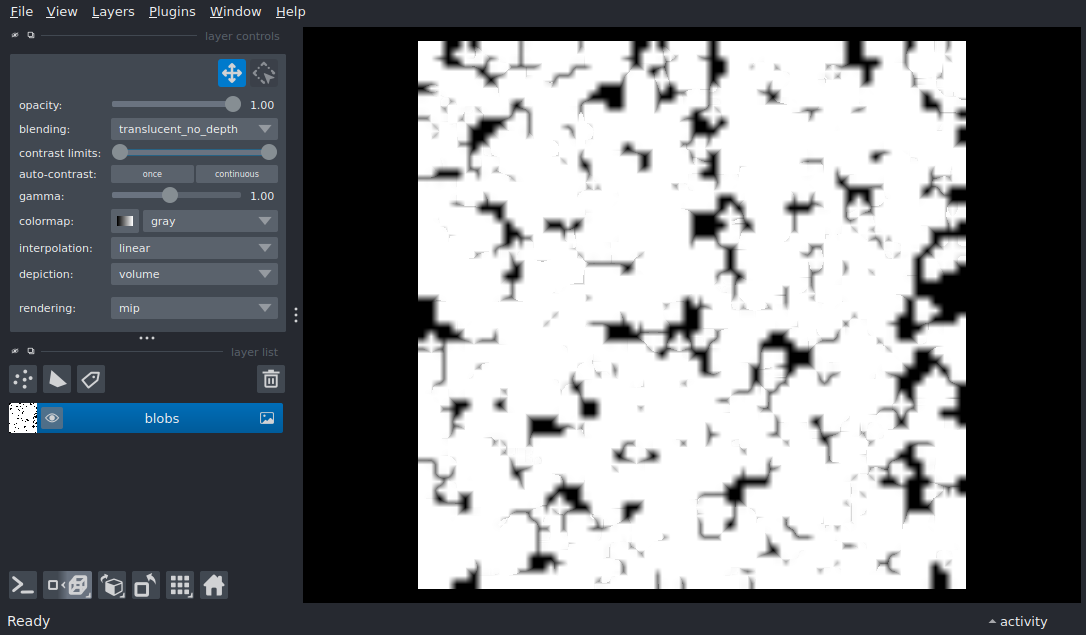 File View Layers Plugins Window Help
layer controls
opacity: 1.00
blending: translucent_no_depth
contrast limits:
auto-contrast: once continuous
gamma: 1.00
colormap: gray
interpolation: linear
depiction: volume
rendering: mip
layer list
blobs
Ready activity